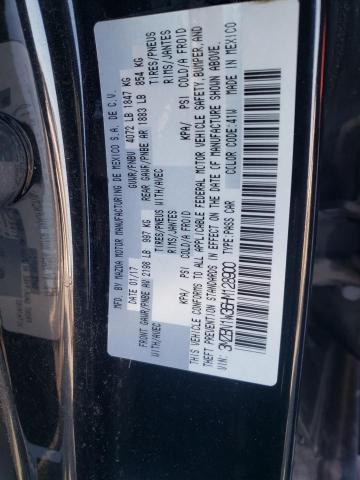 MFD. BY MAZDA MOTOR MANUFACTURING DE MEXICO S.A. DE C.V.
DATE 01/17 GVWR/PNBV 4072 LB 1847 KG
FRONT GAWR/PNBE AV 2198 LB 997 KG REAR GAWR/PNBE AR 1883 LB 854 KG
WITH/AVEC TIRES/PNEUS WITH/AVEC TIRES/PNEUS
RIMS/JANTES RIMS/JANTES
KPA/ PSI COLD/A FROID KPA/ PSI COLD/A FROID
THIS VEHICLE CONFORMS TO ALL APPLICABLE FEDERAL MOTOR VEHICLE SAFETY, BUMPER, AND
THEFT PREVENTION STANDARDS IN EFFECT ON THE DATE OF MANUFACTURE SHOWN ABOVE.
VIN: TYPE:PASS CAR COLOR CODE:41W MADE IN MEXICO